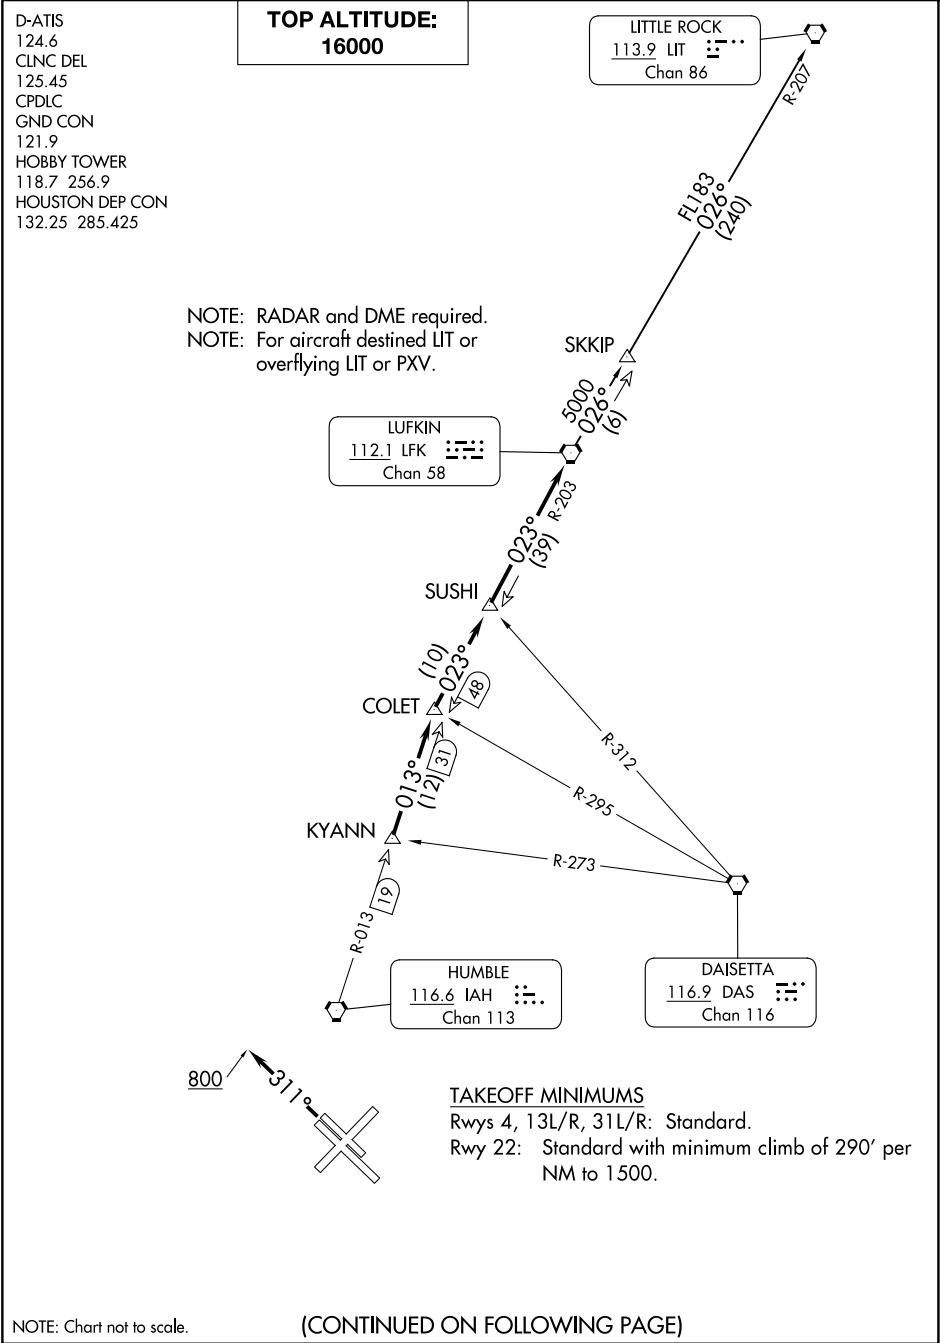 D-ATIS
124.6
CLNC DEL
125.45
CPDLC
GND CON
121.9
HOBBY TOWER
118.7 256.9
HOUSTON DEP CON
132.25 285.425
TOP ALTITUDE:
16000
LITTLE ROCK
113.9 LIT
Chan 86
R-207
FL183
026°
(240)
NOTE: RADAR and DME required.
NOTE: For aircraft destined LIT or
overflying LIT or PXV.
SKKIP
5000
026°
(6)
LUFKIN
112.1 LFK
Chan 58
R-203
023°
(39)
SUSHI
(10)
023°
48
COLET
R-312
31
013°
(12)
R-295
KYANN
R-273
19
R-013
HUMBLE
116.6 IAH
Chan 113
DAISETTA
116.9 DAS
Chan 116
800
311°
TAKEOFF MINIMUMS
Rwys 4, 13L/R, 31L/R: Standard.
Rwy 22: Standard with minimum climb of 290' per
NM to 1500.
NOTE: Chart not to scale.
(CONTINUED ON FOLLOWING PAGE)